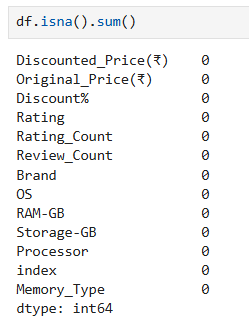 df.isna().sum()
Discounted_Price(₹) 0
Original_Price(₹) 0
Discount% 0
Rating 0
Rating_Count 0
Review_Count 0
Brand 0
OS 0
RAM-GB 0
Storage-GB 0
Processor 0
index 0
Memory_Type 0
dtype: int64